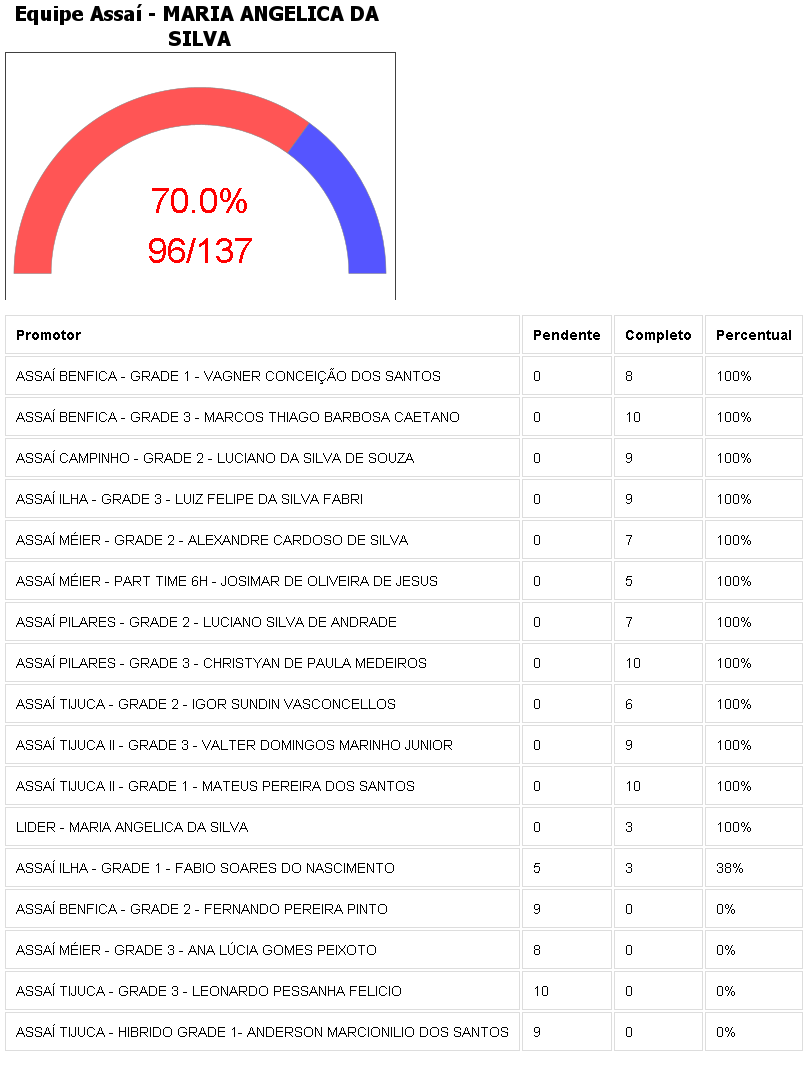 Equipe Assaí - MARIA ANGELICA DA
SILVA
70.0%
96/137
Promotor Pendente Completo Percentual
ASSAÍ BENFICA - GRADE 1 - VAGNER CONCEIÇÃO DOS SANTOS 0 8 100%
ASSAÍ BENFICA - GRADE 3 - MARCOS THIAGO BARBOSA CAETANO 0 10 100%
ASSAÍ CAMPINHO - GRADE 2 - LUCIANO DA SILVA DE SOUZA 0 9 100%
ASSAÍ ILHA - GRADE 3 - LUIZ FELIPE DA SILVA FABRI 0 9 100%
ASSAÍ MÉIER - GRADE 2 - ALEXANDRE CARDOSO DE SILVA 0 7 100%
ASSAÍ MÉIER - PART TIME 6H - JOSIMAR DE OLIVEIRA DE JESUS 0 5 100%
ASSAÍ PILARES - GRADE 2 - LUCIANO SILVA DE ANDRADE 0 7 100%
ASSAÍ PILARES - GRADE 3 - CHRISTYAN DE PAULA MEDEIROS 0 10 100%
ASSAÍ TIJUCA - GRADE 2 - IGOR SUNDIN VASCONCELLOS 0 6 100%
ASSAÍ TIJUCA II - GRADE 3 - VALTER DOMINGOS MARINHO JUNIOR 0 9 100%
ASSAÍ TIJUCA II - GRADE 1 - MATEUS PEREIRA DOS SANTOS 0 10 100%
LIDER - MARIA ANGELICA DA SILVA 0 3 100%
ASSAÍ ILHA - GRADE 1 - FABIO SOARES DO NASCIMENTO 5 3 38%
ASSAÍ BENFICA - GRADE 2 - FERNANDO PEREIRA PINTO 9 0 0%
ASSAÍ MÉIER - GRADE 3 - ANA LÚCIA GOMES PEIXOTO 8 0 0%
ASSAÍ TIJUCA - GRADE 3 - LEONARDO PESSANHA FELICIO 10 0 0%
ASSAÍ TIJUCA - HIBRIDO GRADE 1- ANDERSON MARCIONILIO DOS SANTOS 9 0 0%